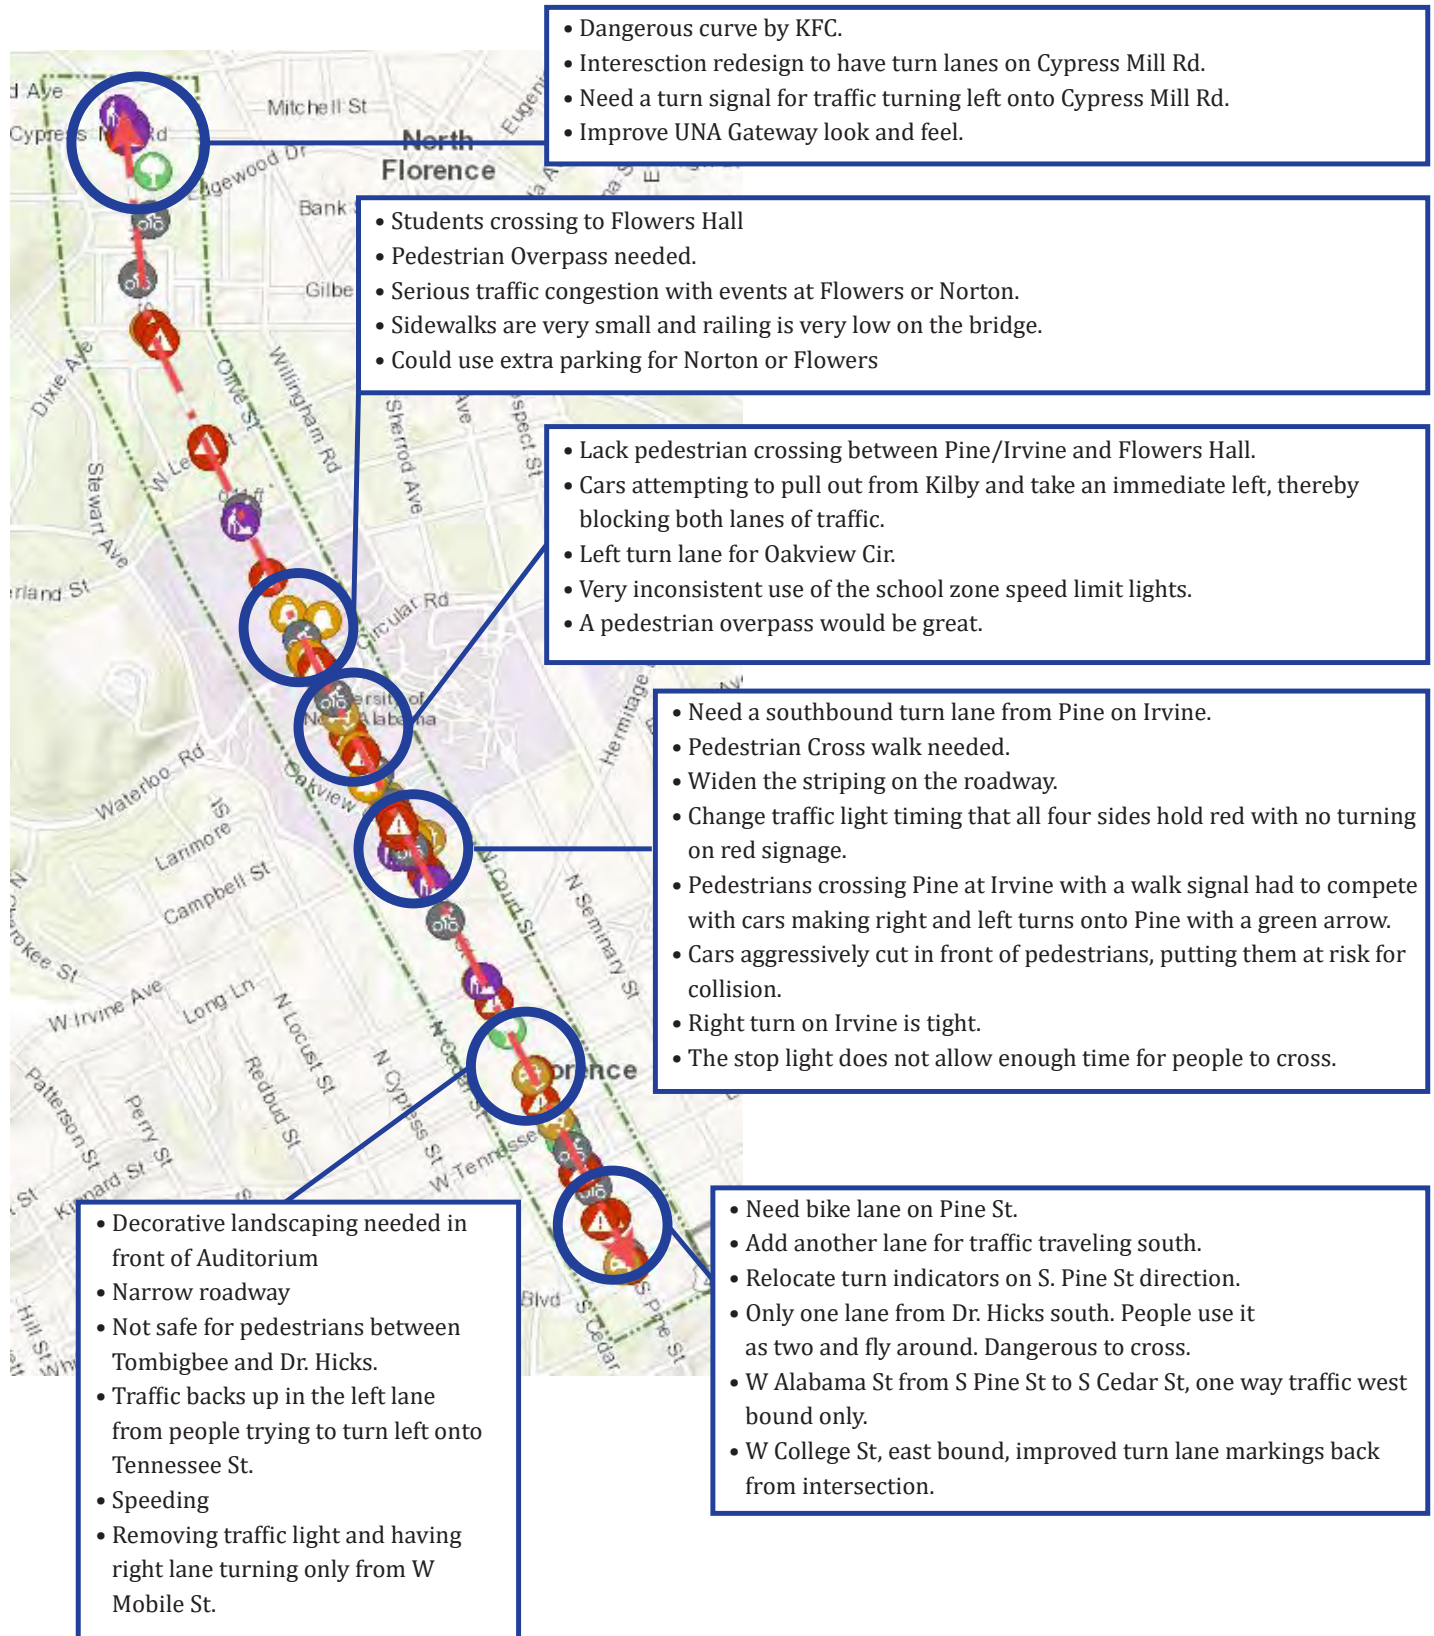 • Dangerous curve by KFC.
• Interesction redesign to have turn lanes on Cypress Mill Rd.
• Need a turn signal for traffic turning left onto Cypress Mill Rd.
• Improve UNA Gateway look and feel.
• Students crossing to Flowers Hall
• Pedestrian Overpass needed.
• Serious traffic congestion with events at Flowers or Norton.
• Sidewalks are very small and railing is very low on the bridge.
• Could use extra parking for Norton or Flowers
• Lack pedestrian crossing between Pine/Irvine and Flowers Hall.
• Cars attempting to pull out from Kilby and take an immediate left, thereby
blocking both lanes of traffic.
• Left turn lane for Oakview Cir.
• Very inconsistent use of the school zone speed limit lights.
• A pedestrian overpass would be great.
• Need a southbound turn lane from Pine on Irvine.
• Pedestrian Cross walk needed.
• Widen the striping on the roadway.
• Change traffic light timing that all four sides hold red with no turning
on red signage.
• Pedestrians crossing Pine at Irvine with a walk signal had to compete
with cars making right and left turns onto Pine with a green arrow.
• Cars aggressively cut in front of pedestrians, putting them at risk for
collision.
• Right turn on Irvine is tight.
• The stop light does not allow enough time for people to cross.
• Decorative landscaping needed in
front of Auditorium
• Narrow roadway
• Not safe for pedestrians between
Tombigbee and Dr. Hicks.
• Traffic backs up in the left lane
from people trying to turn left onto
Tennessee St.
• Speeding
• Removing traffic light and having
right lane turning only from W
Mobile St.
• Need bike lane on Pine St.
• Add another lane for traffic traveling south.
• Relocate turn indicators on S. Pine St direction.
• Only one lane from Dr. Hicks south. People use it
as two and fly around. Dangerous to cross.
• W Alabama St from S Pine St to S Cedar St, one way traffic west
bound only.
• W College St, east bound, improved turn lane markings back
from intersection.
Mitchell St
North
Florence
Edgewood Dr
Bank
Dixie Ave
Olive St
Willingham Rd
Sherrod Ave
Stewart Ave
Circular Rd
Hermitage
Waterloo Rd
Oakview
Larimore
Campbell St
N Court St
N Seminary St
W Irvine Ave
Long Ln
N Locust St
Redbud St
N Cypress St
N Cedar St
Patterson St
Perry St
St
Hill St
Blvd
S Cedar
S Pine St